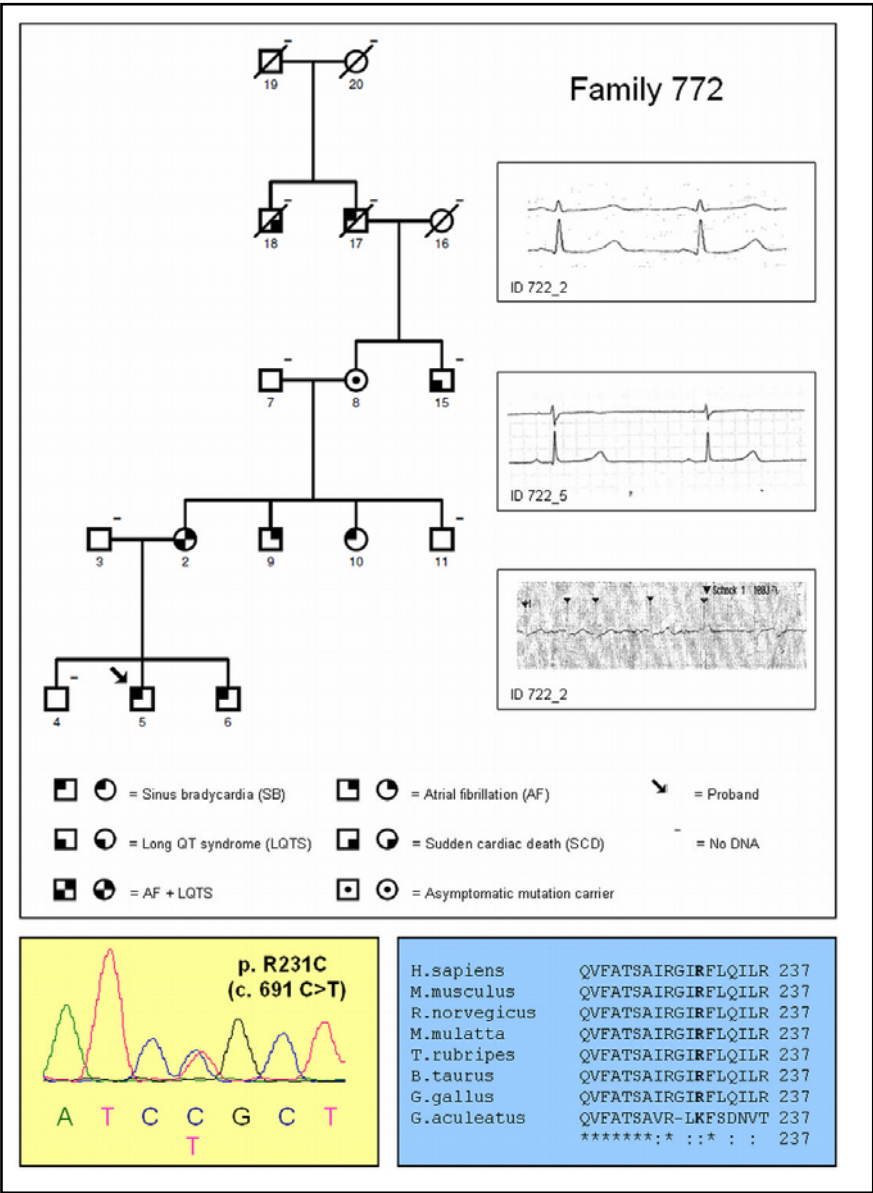 Family 772
19 20
18 17 16
7 8 15
3 2 9 10 11
4 5 6
ID 722_2
ID 722_5
Schock 1
ID 722_2
= Sinus bradycardia (SB)
= Atrial fibrillation (AF)
= Proband
= Long QT syndrome (LQTS)
= Sudden cardiac death (SCD)
- = No DNA
= AF + LQTS
= Asymptomatic mutation carrier
p. R231C
(c. 691 C>T)
A T C C G C T
T
H.sapiens QVFATSAIRGIRFLQILR 237
M.musculus QVFATSAIRGIRFLQILR 237
R.norvegicus QVFATSAIRGIRFLQILR 237
M.mulatta QVFATSAIRGIRFLQILR 237
T.rubripes QVFATSAIRGIRFLQILR 237
B.taurus QVFATSAIRGIRFLQILR 237
G.gallus QVFATSAIRGIRFLQILR 237
G.aculeatus QVFATSAVR-LKFSDNVT 237
*******:* ::* : : 237